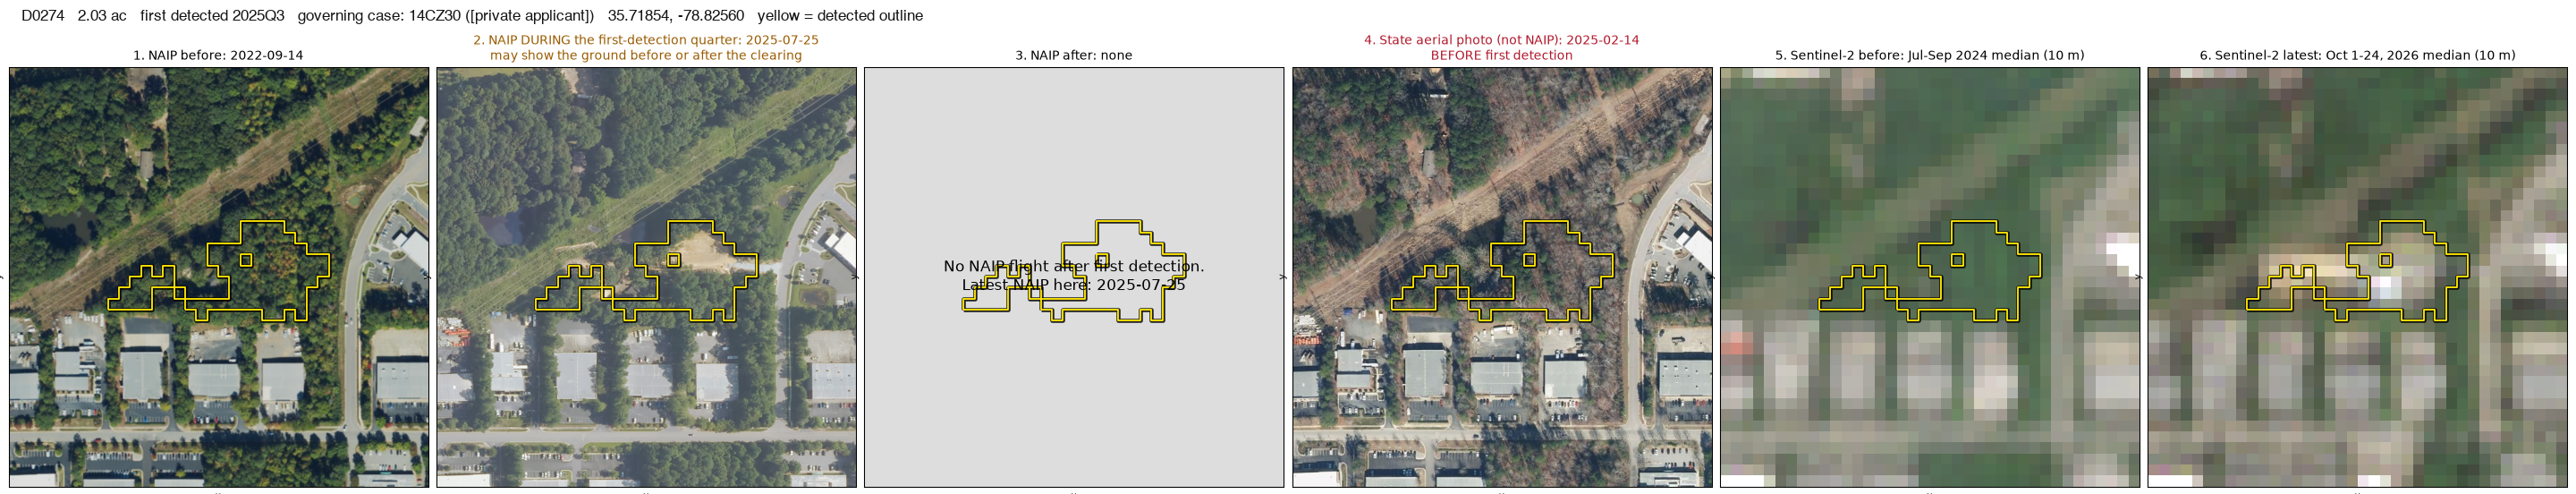 D0274   2.03 ac   first detected 2025Q3   governing case: 14CZ30 ([private applicant])   35.71854, -78.82560   yellow = detected outline
1. NAIP before: 2022-09-14
2. NAIP DURING the first-detection quarter: 2025-07-25
may show the ground before or after the clearing
3. NAIP after: none
4. State aerial photo (not NAIP): 2025-02-14
BEFORE first detection
5. Sentinel-2 before: Jul-Sep 2024 median (10 m)
6. Sentinel-2 latest: Oct 1-24, 2026 median (10 m)
No NAIP flight after first detection.
Latest NAIP here: 2025-07-25